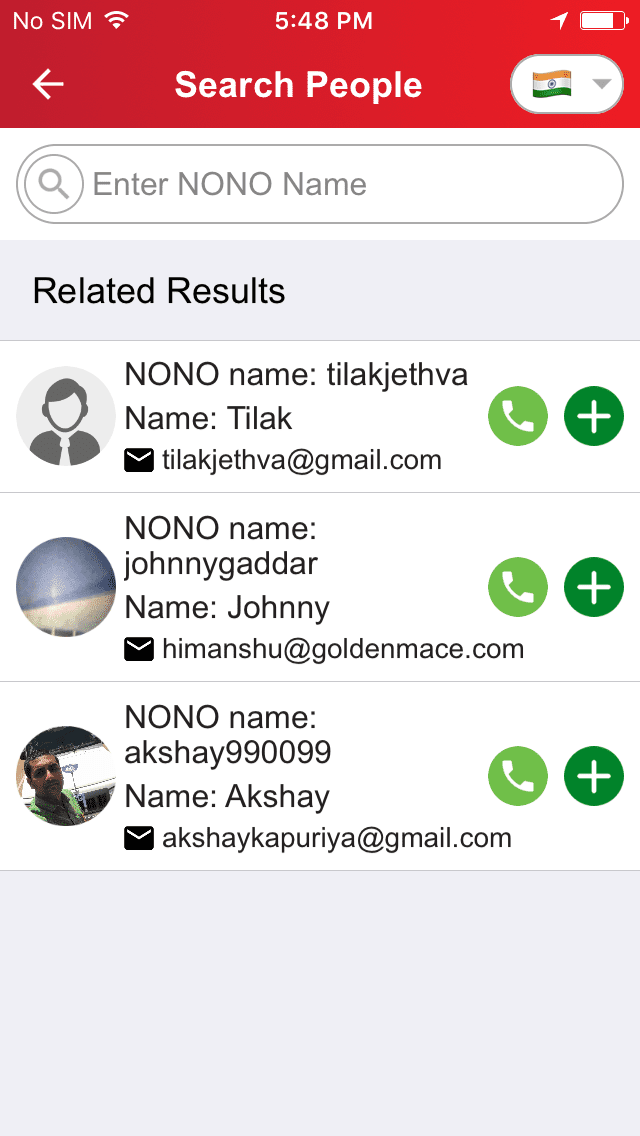 No SIM 5:48 PM
Search People
Enter NONO Name
Related Results
NONO name: tilakjethva
Name: Tilak
tilakjethva@gmail.com
NONO name:
johnnygaddar
Name: Johnny
himanshu@goldenmace.com
NONO name:
akshay990099
Name: Akshay
akshaykapuriya@gmail.com